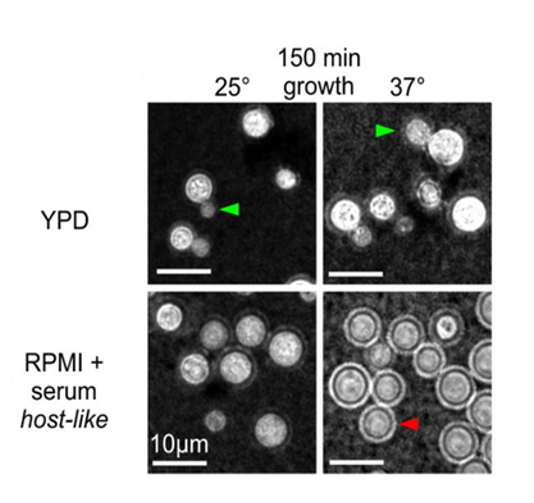 150 min
growth
25°
37°
YPD
RPMI +
serum
host-like
10μm